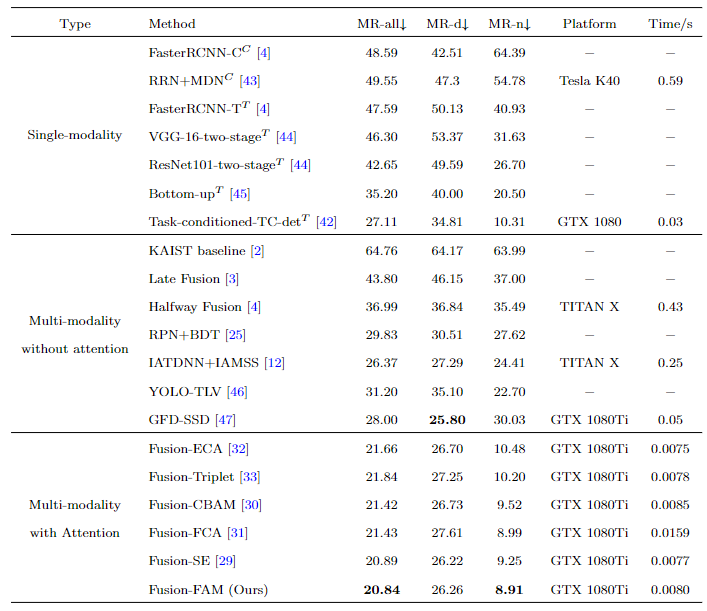 Type Method MR-all↓ MR-d↓ MR-n↓ Platform Time/s
Single-modality
FasterRCNN-C^C [4] 48.59 42.51 64.39 − −
RRN+MDN^C [43] 49.55 47.3 54.78 Tesla K40 0.59
FasterRCNN-T^T [4] 47.59 50.13 40.93 − −
VGG-16-two-stage^T [44] 46.30 53.37 31.63 − −
ResNet101-two-stage^T [44] 42.65 49.59 26.70 − −
Bottom-up^T [45] 35.20 40.00 20.50 − −
Task-conditioned-TC-det^T [42] 27.11 34.81 10.31 GTX 1080 0.03
Multi-modality
without attention
KAIST baseline [2] 64.76 64.17 63.99 − −
Late Fusion [3] 43.80 46.15 37.00 − −
Halfway Fusion [4] 36.99 36.84 35.49 TITAN X 0.43
RPN+BDT [25] 29.83 30.51 27.62 − −
IATDNN+IAMSS [12] 26.37 27.29 24.41 TITAN X 0.25
YOLO-TLV [46] 31.20 35.10 22.70 − −
GFD-SSD [47] 28.00 25.80 30.03 GTX 1080Ti 0.05
Multi-modality
with Attention
Fusion-ECA [32] 21.66 26.70 10.48 GTX 1080Ti 0.0075
Fusion-Triplet [33] 21.84 27.25 10.20 GTX 1080Ti 0.0078
Fusion-CBAM [30] 21.42 26.73 9.52 GTX 1080Ti 0.0085
Fusion-FCA [31] 21.43 27.61 8.99 GTX 1080Ti 0.0159
Fusion-SE [29] 20.89 26.22 9.25 GTX 1080Ti 0.0077
Fusion-FAM (Ours) 20.84 26.26 8.91 GTX 1080Ti 0.0080